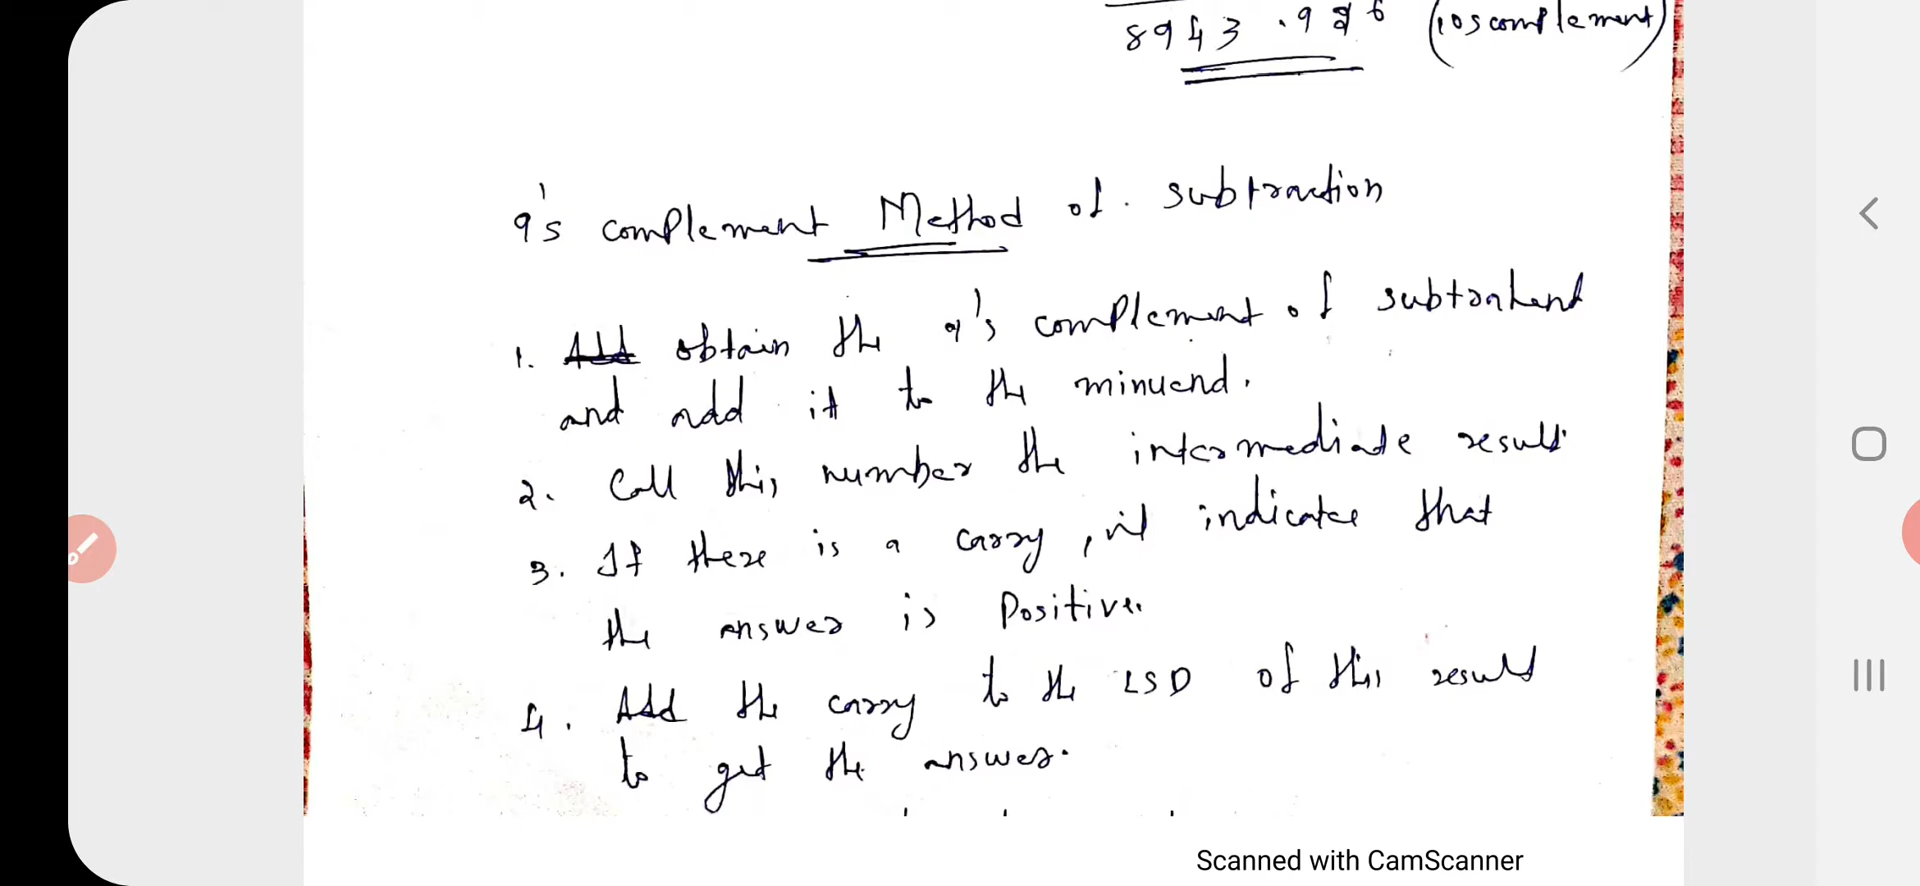 8943.926 (10s complement)
9's complement Method of. subtraction
1. Add obtain the 9's complement of subtrahend
and add it to the minuend.
2. Call this number the intermediate result
3. If there is a carry, it indicates that
the answer is Positive.
4. Add the carry to the LSD of this result
to get the answer.
Scanned with CamScanner